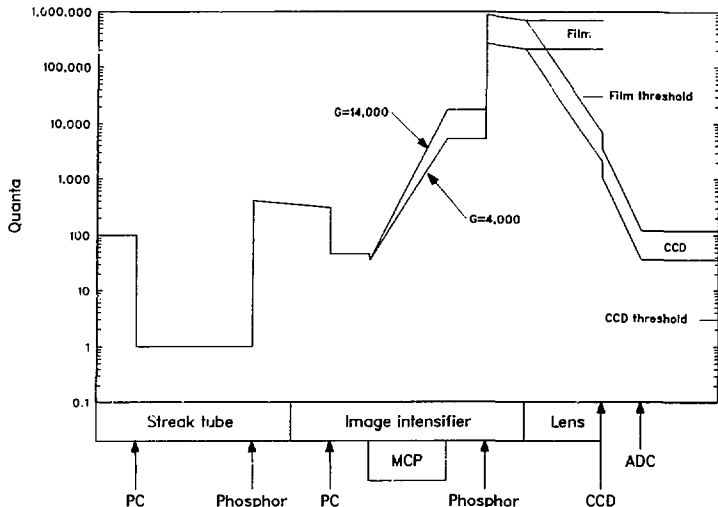 1,000.000
Film
100,000
Film threshold
G=14,000
10,000
1,000
Quanta
G=4,000
100
CCD
10
CCD threshold
1
0.1
Streak tube
Image intensifier
Lens
MCP
ADC
PC
Phosphor
PC
Phosphor
CCD